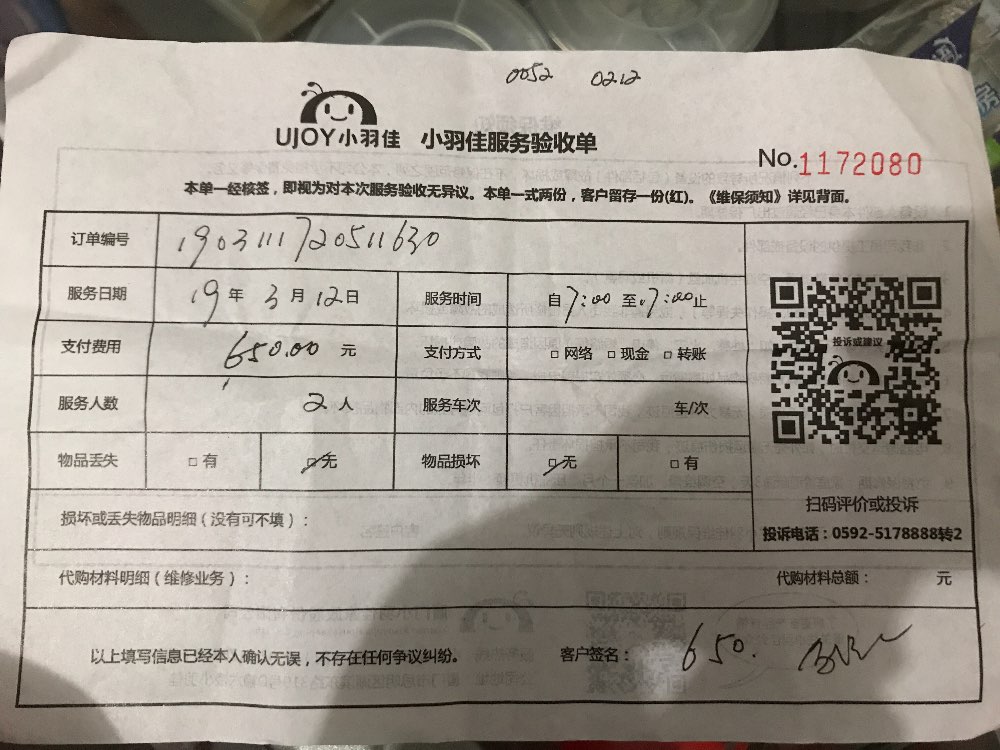 0052 0212
UJOY小羽佳 小羽佳服务验收单
No.1172080
本单一经核签，即视为对本次服务验收无异议。本单一式两份，客户留存一份(红)。《维保须知》详见背面。
订单编号 1903111720511630
服务日期 19年3月12日 服务时间 自7:00至17:00止
支付费用 650.00元 支付方式 □网络 □现金 □转账
投诉或建议
服务人数 2人 服务车次 车/次
物品丢失 □有 □无 物品损坏 □无 □有
扫码评价或投诉
损坏或丢失物品明细（没有可不填）：
投诉电话：0592-5178888转2
代购材料明细（维修业务）： 代购材料总额： 元
以上填写信息已经本人确认无误，不存在任何争议纠纷。 客户签名： 650.